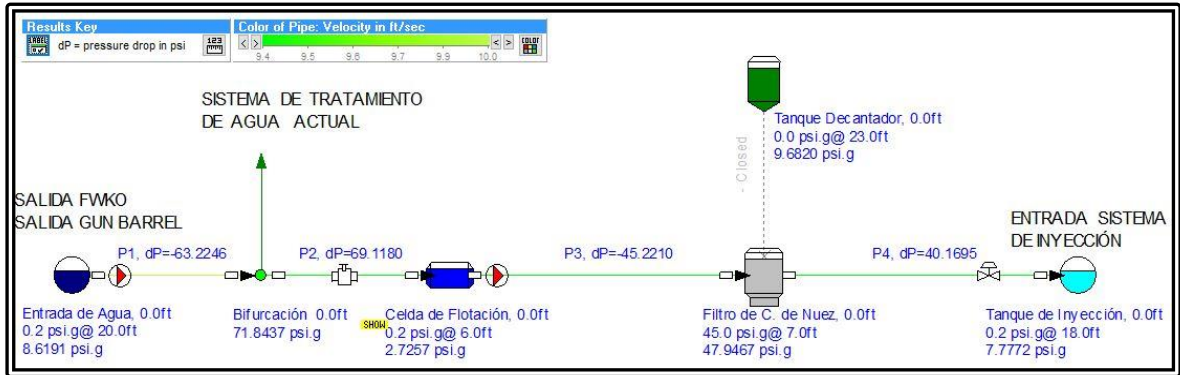 Results Key
Color of Pipe: Velocity in ft/sec
LABEL
dP = pressure drop in psi
123
< >
< >
COLOR
9.4 9.5 9.6 9.7 9.9 10.0
SISTEMA DE TRATAMIENTO
DE AGUA ACTUAL
Tanque Decantador, 0.0ft
0.0 psi.g@ 23.0ft
9.6820 psi.g
- Closed
SALIDA FWKO
SALIDA GUN BARREL
ENTRADA SISTEMA
DE INYECCIÓN
P1, dP=-63.2246
P2, dP=69.1180
P3, dP=-45.2210
P4, dP=40.1695
Entrada de Agua, 0.0ft
0.2 psi.g@ 20.0ft
8.6191 psi.g
Bifurcación 0.0ft
71.8437 psi.g
SHOW
Celda de Flotación, 0.0ft
0.2 psi.g@ 6.0ft
2.7257 psi.g
Filtro de C. de Nuez, 0.0ft
45.0 psi.g@ 7.0ft
47.9467 psi.g
Tanque de Inyección, 0.0ft
0.2 psi.g@ 18.0ft
7.7772 psi.g